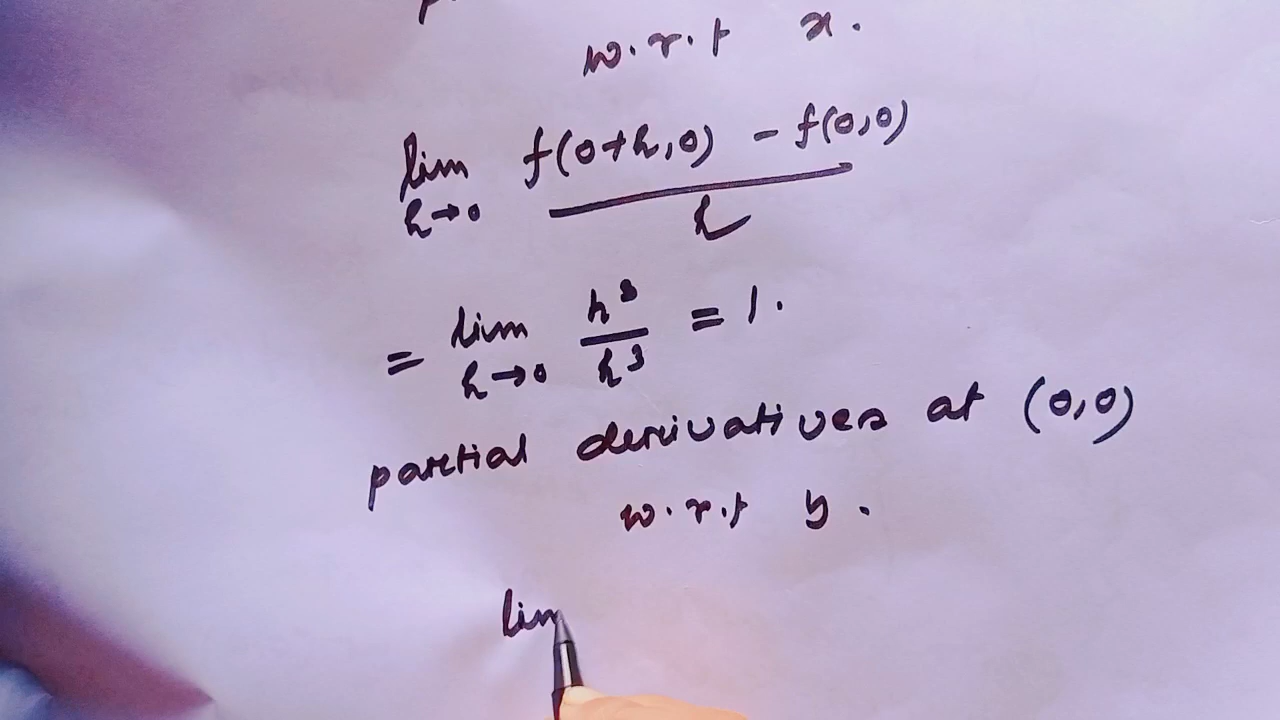 w.r.t x.
lim f(0+h,0) - f(0,0)
h→0 h
= lim h³ = 1.
h→0 h³
partial derivatives at (0,0)
w.r.t y.
lim